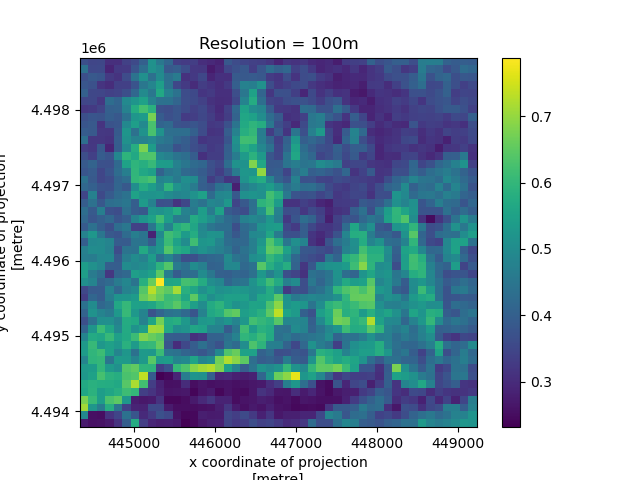 Resolution = 100m
1e6
4.498
4.497
4.496
4.495
4.494
y coordinate of projection
[metre]
445000 446000 447000 448000 449000
x coordinate of projection
[metre]
0.7
0.6
0.5
0.4
0.3